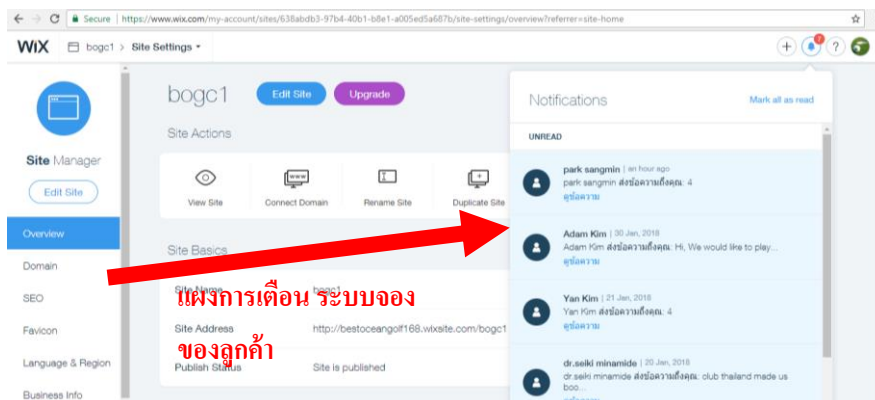 Secure | https://www.wix.com/my-account/sites/638abdb3-97b4-40b1-b8e1-a005ed5a687b/site-settings/overview?referrer=site-home
WiX bogc1 > Site Settings
7
?
Site Manager
Edit Site
Overview
Domain
SEO
Favicon
Language & Region
Business Info
bogc1 Edit Site Upgrade
Site Actions
View Site Connect Domain Rename Site Duplicate Site
Site Basics
Site Name bogc1
Site Address http://bestoceangolf168.wixsite.com/bogc1
Publish Status Site is published
แผงการเตือน ระบบจอง
ของลูกค้า
Notifications Mark all as read
UNREAD
park sangmin | an hour ago
park sangmin ส่งข้อความถึงคุณ: 4
ดูข้อความ
Adam Kim | 30 Jan, 2018
Adam Kim ส่งข้อความถึงคุณ: Hi, We would like to play...
ดูข้อความ
Yan Kim | 21 Jan, 2018
Yan Kim ส่งข้อความถึงคุณ: 4
ดูข้อความ
dr.seiki minamide | 20 Jan, 2018
dr.seiki minamide ส่งข้อความถึงคุณ: club thailand made us
boo...